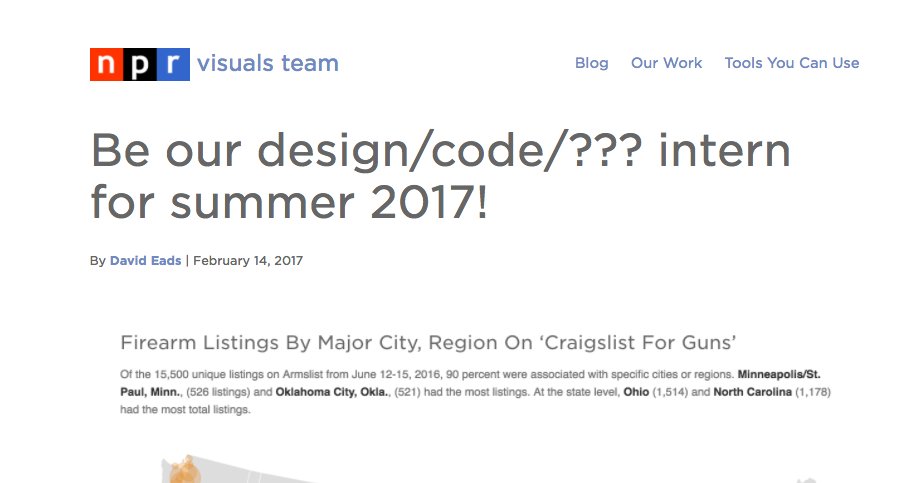 npr visuals team
Blog Our Work Tools You Can Use
Be our design/code/??? intern
for summer 2017!
By David Eads | February 14, 2017
Firearm Listings By Major City, Region On ‘Craigslist For Guns’
Of the 15,500 unique listings on Armslist from June 12-15, 2016, 90 percent were associated with specific cities or regions. Minneapolis/St.
Paul, Minn., (526 listings) and Oklahoma City, Okla., (521) had the most listings. At the state level, Ohio (1,514) and North Carolina (1,178)
had the most total listings.